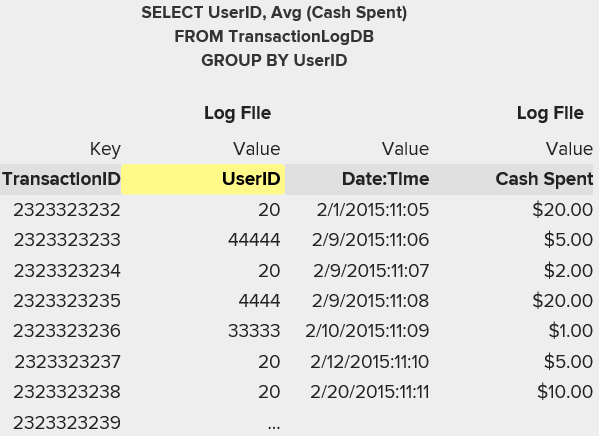 SELECT UserID, Avg (Cash Spent)
FROM TransactionLogDB
GROUP BY UserID
Log File Log File
Key Value Value Value
TransactionID UserID Date:Time Cash Spent
2323323232 20 2/1/2015:11:05 $20.00
2323323233 44444 2/9/2015:11:06 $5.00
2323323234 20 2/9/2015:11:07 $2.00
2323323235 4444 2/9/2015:11:08 $20.00
2323323236 33333 2/10/2015:11:09 $1.00
2323323237 20 2/12/2015:11:10 $5.00
2323323238 20 2/20/2015:11:11 $10.00
2323323239 ...